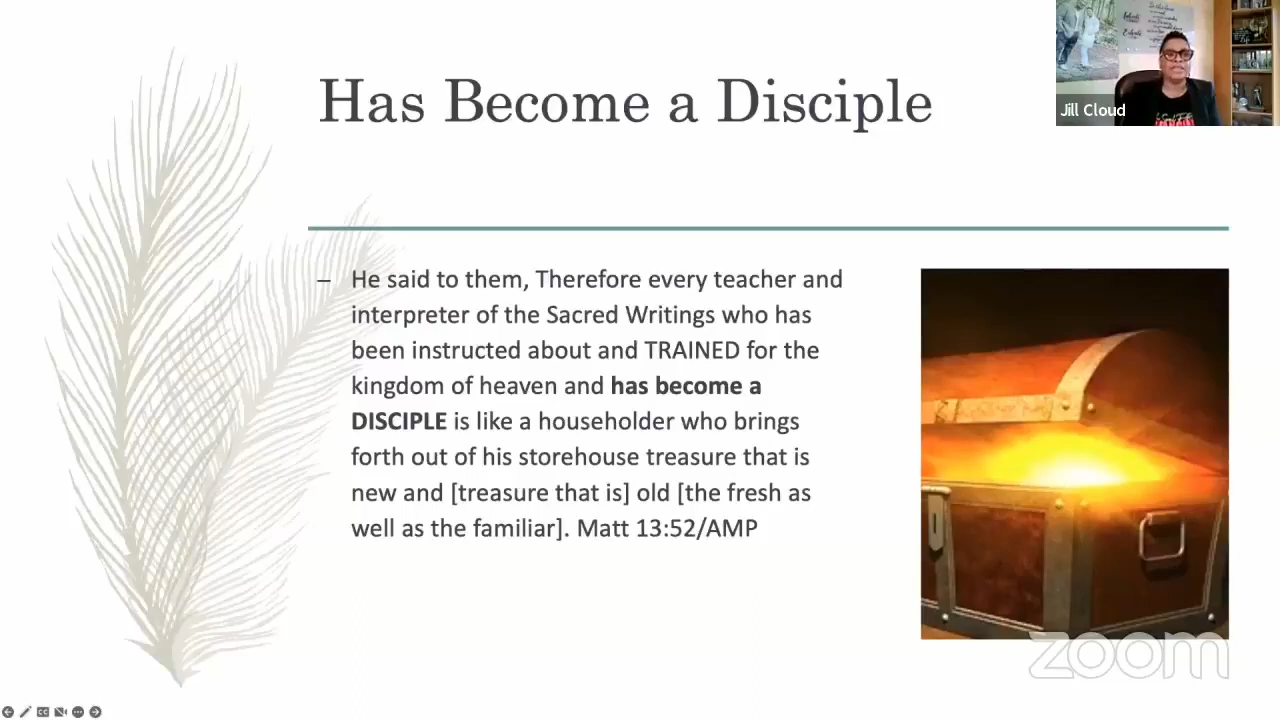 Has Become a Disciple
Jill Cloud
– He said to them, Therefore every teacher and
interpreter of the Sacred Writings who has
been instructed about and TRAINED for the
kingdom of heaven and has become a
DISCIPLE is like a householder who brings
forth out of his storehouse treasure that is
new and [treasure that is] old [the fresh as
well as the familiar]. Matt 13:52/AMP
zoom